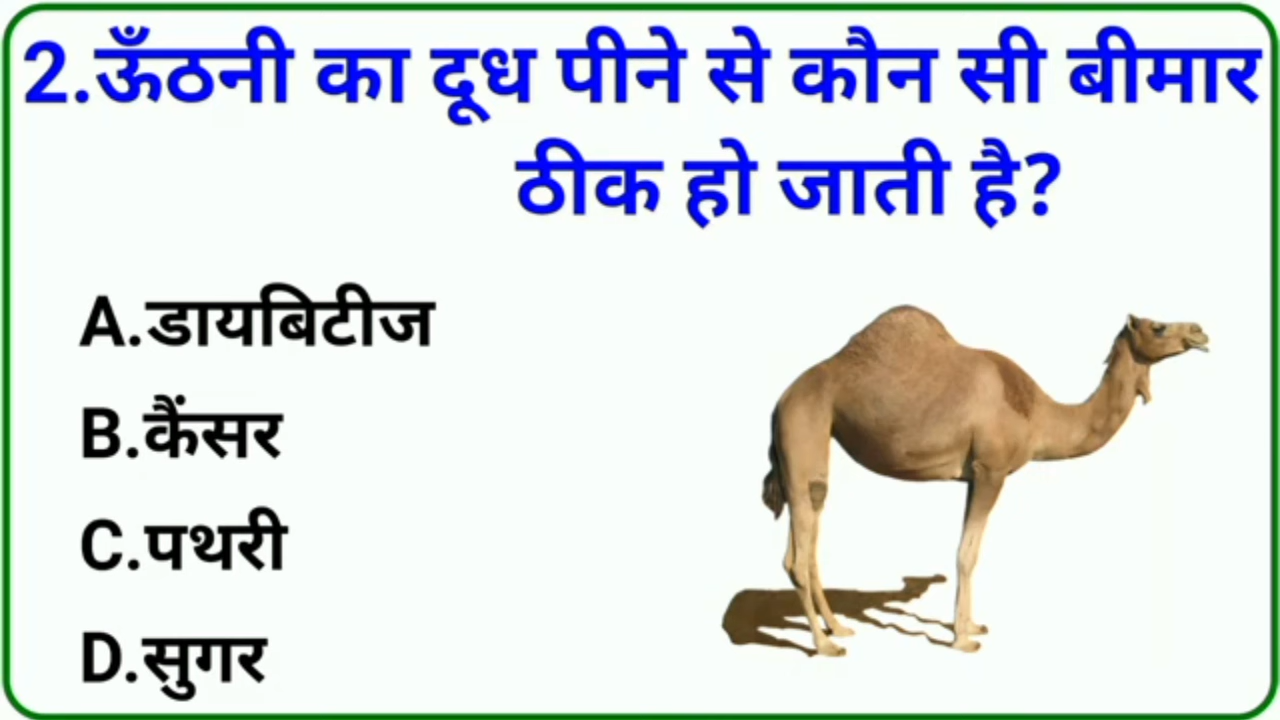 2.ऊँठनी का दूध पीने से कौन सी बीमार
ठीक हो जाती है?
A.डायबिटीज
B.कैंसर
C.पथरी
D.सुगर